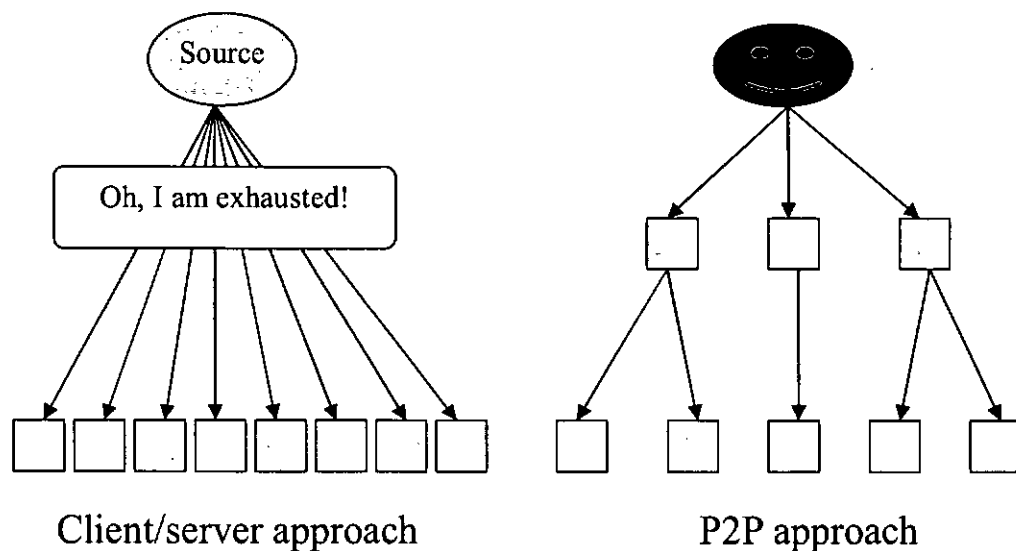 Source
Oh, I am exhausted!
Client/server approach
P2P approach